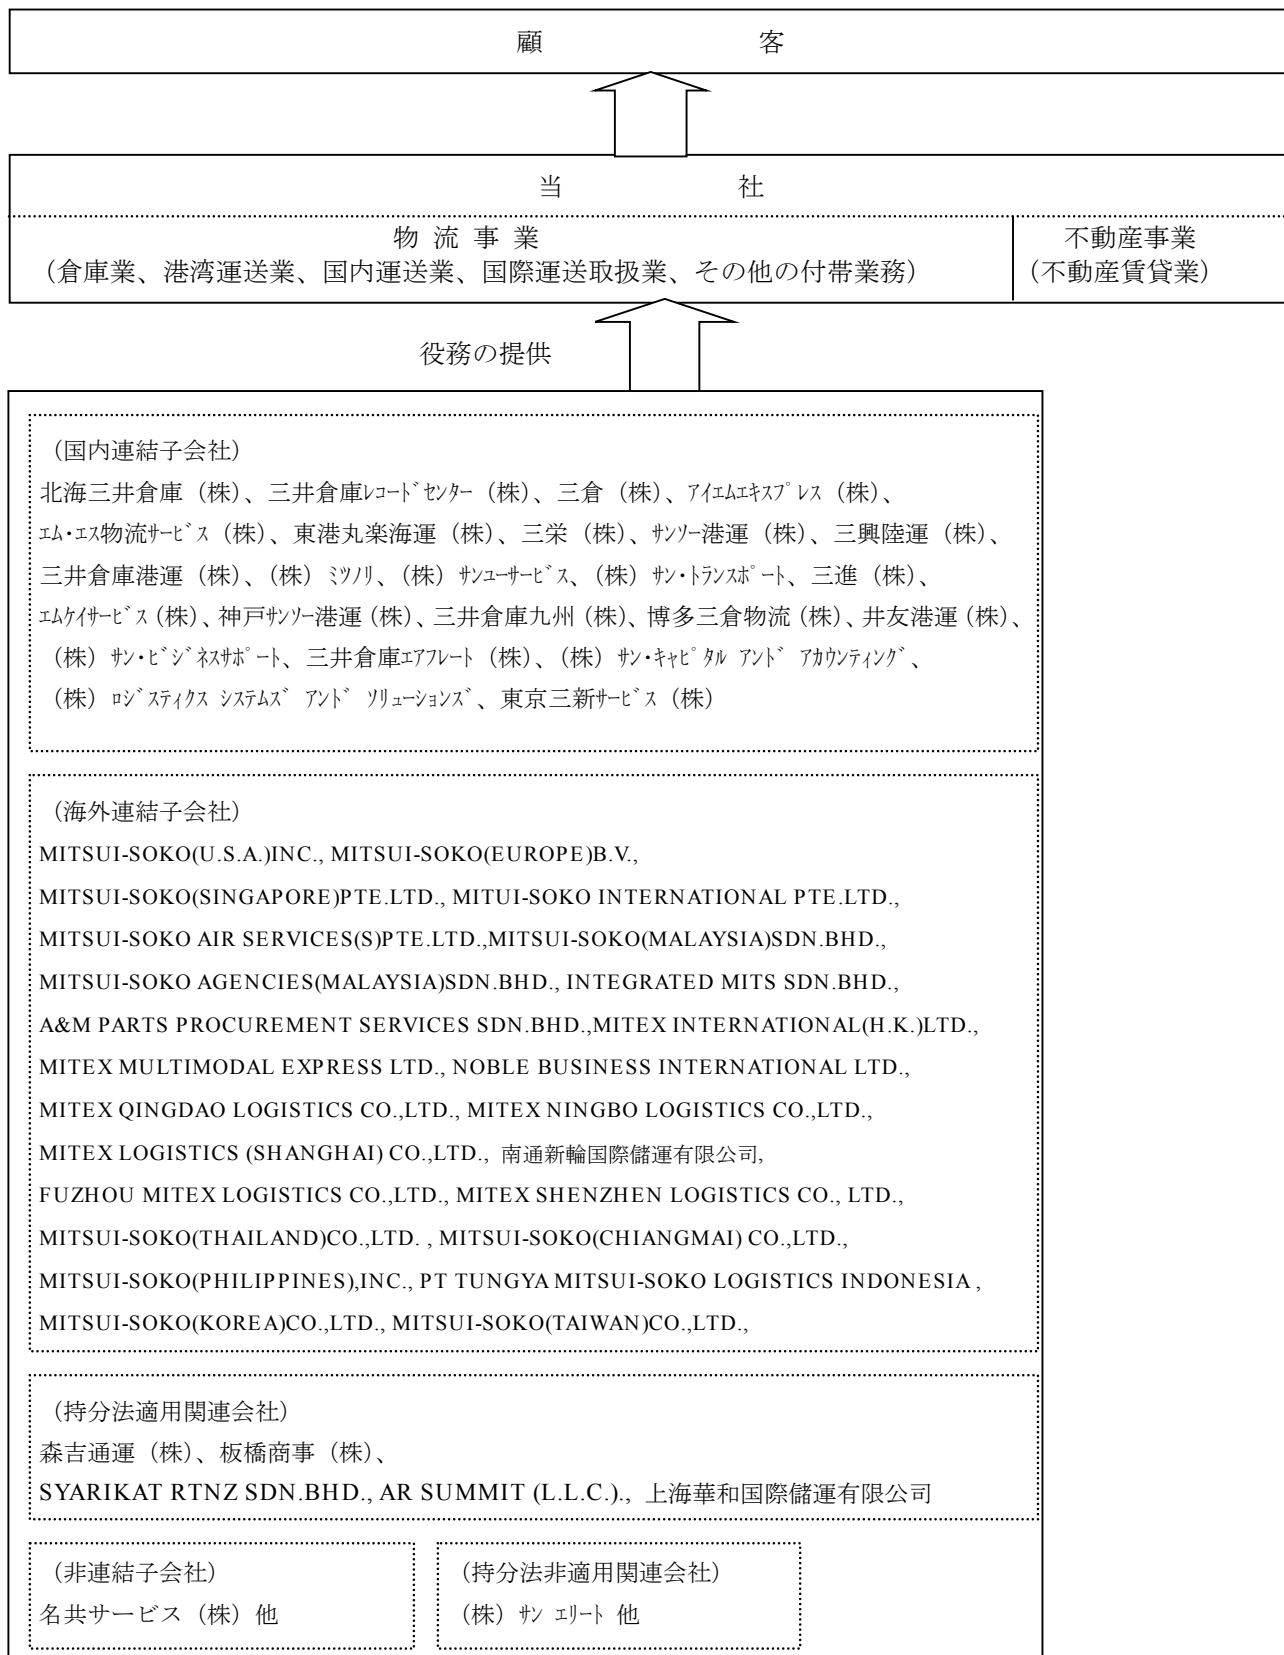 顧 客
当 社
物 流 事 業
（倉庫業、港湾運送業、国内運送業、国際運送取扱業、その他の付帯業務）
不動産事業
（不動産賃貸業）
役務の提供
（国内連結子会社）
北海三井倉庫（株）、三井倉庫ﾚｺｰﾄﾞｾﾝﾀｰ（株）、三倉（株）、ｱｲｴﾑｴｷｽﾌﾟﾚｽ（株）、
ｴﾑ･ｴｽ物流ｻｰﾋﾞｽ（株）、東港丸楽海運（株）、三栄（株）、ｻﾝｿｰ港運（株）、三興陸運（株）、
三井倉庫港運（株）、（株）ﾐﾂﾉﾘ、（株）ｻﾝﾕｰｻｰﾋﾞｽ、（株）ｻﾝ･ﾄﾗﾝｽﾎﾟｰﾄ、三進（株）、
ｴﾑｹｲｻｰﾋﾞｽ（株）、神戸ｻﾝｿｰ港運（株）、三井倉庫九州（株）、博多三倉物流（株）、井友港運（株）、
（株）ｻﾝ･ﾋﾞｼﾞﾈｽｻﾎﾟｰﾄ、三井倉庫ｴｱﾌﾚｰﾄ（株）、（株）ｻﾝ･ｷｬﾋﾟﾀﾙ ｱﾝﾄﾞ ｱｶｳﾝﾃｨﾝｸﾞ、
（株）ﾛｼﾞｽﾃｨｸｽ ｼｽﾃﾑｽﾞ ｱﾝﾄﾞ ｿﾘｭｰｼｮﾝｽﾞ、東京三新ｻｰﾋﾞｽ（株）
（海外連結子会社）
MITSUI-SOKO(U.S.A.)INC., MITSUI-SOKO(EUROPE)B.V.,
MITSUI-SOKO(SINGAPORE)PTE.LTD., MITUI-SOKO INTERNATIONAL PTE.LTD.,
MITSUI-SOKO AIR SERVICES(S)PTE.LTD.,MITSUI-SOKO(MALAYSIA)SDN.BHD.,
MITSUI-SOKO AGENCIES(MALAYSIA)SDN.BHD., INTEGRATED MITS SDN.BHD.,
A&M PARTS PROCUREMENT SERVICES SDN.BHD.,MITEX INTERNATIONAL(H.K.)LTD.,
MITEX MULTIMODAL EXPRESS LTD., NOBLE BUSINESS INTERNATIONAL LTD.,
MITEX QINGDAO LOGISTICS CO.,LTD., MITEX NINGBO LOGISTICS CO.,LTD.,
MITEX LOGISTICS (SHANGHAI) CO.,LTD., 南通新輪国際儲運有限公司,
FUZHOU MITEX LOGISTICS CO.,LTD., MITEX SHENZHEN LOGISTICS CO., LTD.,
MITSUI-SOKO(THAILAND)CO.,LTD. , MITSUI-SOKO(CHIANGMAI) CO.,LTD.,
MITSUI-SOKO(PHILIPPINES),INC., PT TUNGYA MITSUI-SOKO LOGISTICS INDONESIA ,
MITSUI-SOKO(KOREA)CO.,LTD., MITSUI-SOKO(TAIWAN)CO.,LTD.,
（持分法適用関連会社）
森吉通運（株）、板橋商事（株）、
SYARIKAT RTNZ SDN.BHD., AR SUMMIT (L.L.C.)., 上海華和国際儲運有限公司
（非連結子会社）
名共サービス（株）他
（持分法非適用関連会社）
（株）ｻﾝ ｴﾘｰﾄ 他